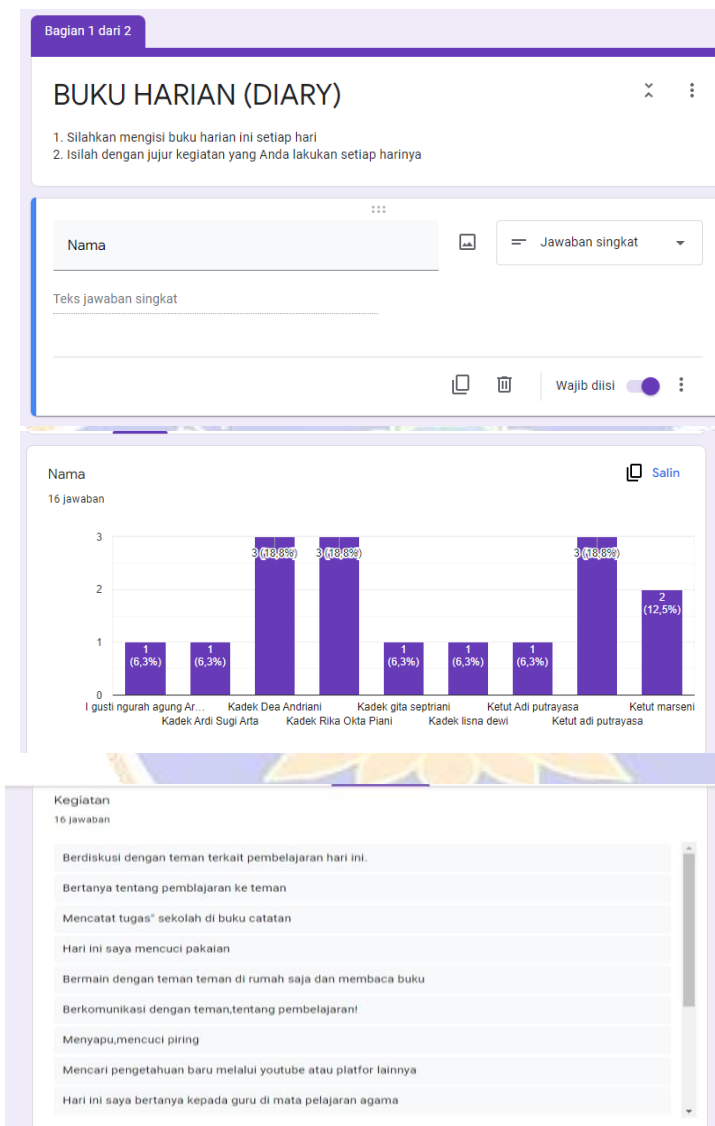 Bagian 1 dari 2
BUKU HARIAN (DIARY)
1. Silahkan mengisi buku harian ini setiap hari
2. Isilah dengan jujur kegiatan yang Anda lakukan setiap harinya
Nama
Jawaban singkat
Teks jawaban singkat
Wajib diisi
Nama
Salin
16 jawaban
3
3 (18,8%) 3 (18,8%) 3 (18,8%)
2
2
(12,5%)
1
1 1 1 1 1
(6,3%) (6,3%) (6,3%) (6,3%) (6,3%)
0
I gusti ngurah agung Ar... Kadek Dea Andriani Kadek gita septriani Ketut Adi putrayasa Ketut marseni
Kadek Ardi Sugi Arta Kadek Rika Okta Piani Kadek lisna dewi Ketut adi putrayasa
Kegiatan
16 jawaban
Berdiskusi dengan teman terkait pembelajaran hari ini.
Bertanya tentang pemblajaran ke teman
Mencatat tugas" sekolah di buku catatan
Hari ini saya mencuci pakaian
Bermain dengan teman teman di rumah saja dan membaca buku
Berkomunikasi dengan teman,tentang pembelajaran!
Menyapu,mencuci piring
Mencari pengetahuan baru melalui youtube atau platfor lainnya
Hari ini saya bertanya kepada guru di mata pelajaran agama